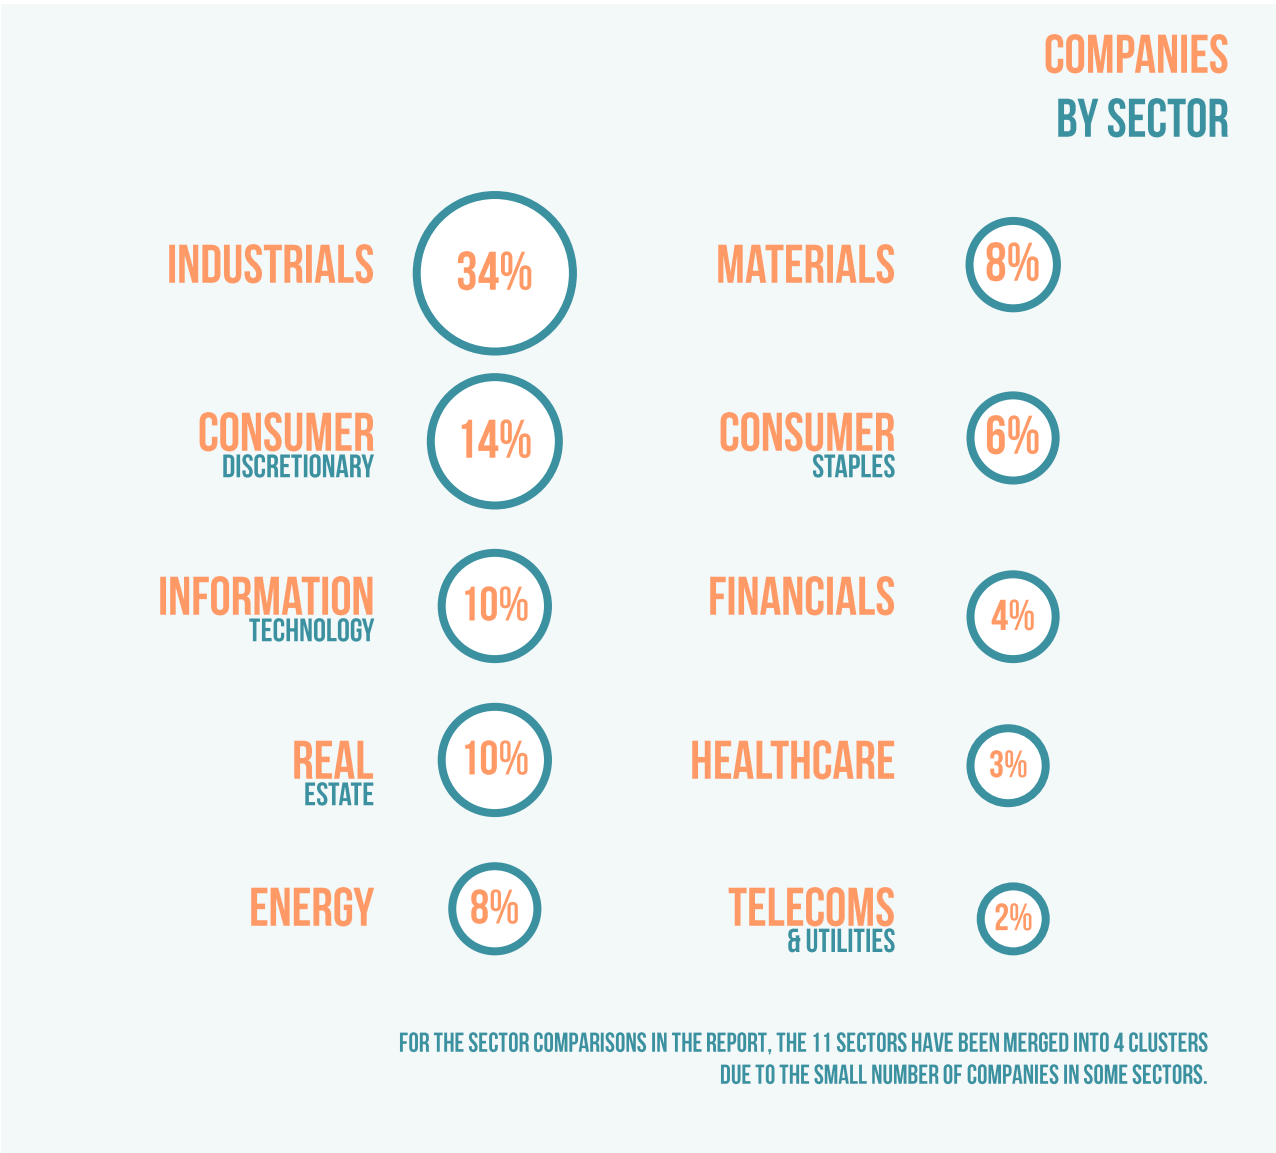 COMPANIES
BY SECTOR
INDUSTRIALS
34%
CONSUMER
DISCRETIONARY
14%
INFORMATION
TECHNOLOGY
10%
REAL
ESTATE
10%
ENERGY
8%
MATERIALS
8%
CONSUMER
STAPLES
6%
FINANCIALS
4%
HEALTHCARE
3%
TELECOMS
& UTILITIES
2%
FOR THE SECTOR COMPARISONS IN THE REPORT, THE 11 SECTORS HAVE BEEN MERGED INTO 4 CLUSTERS
DUE TO THE SMALL NUMBER OF COMPANIES IN SOME SECTORS.